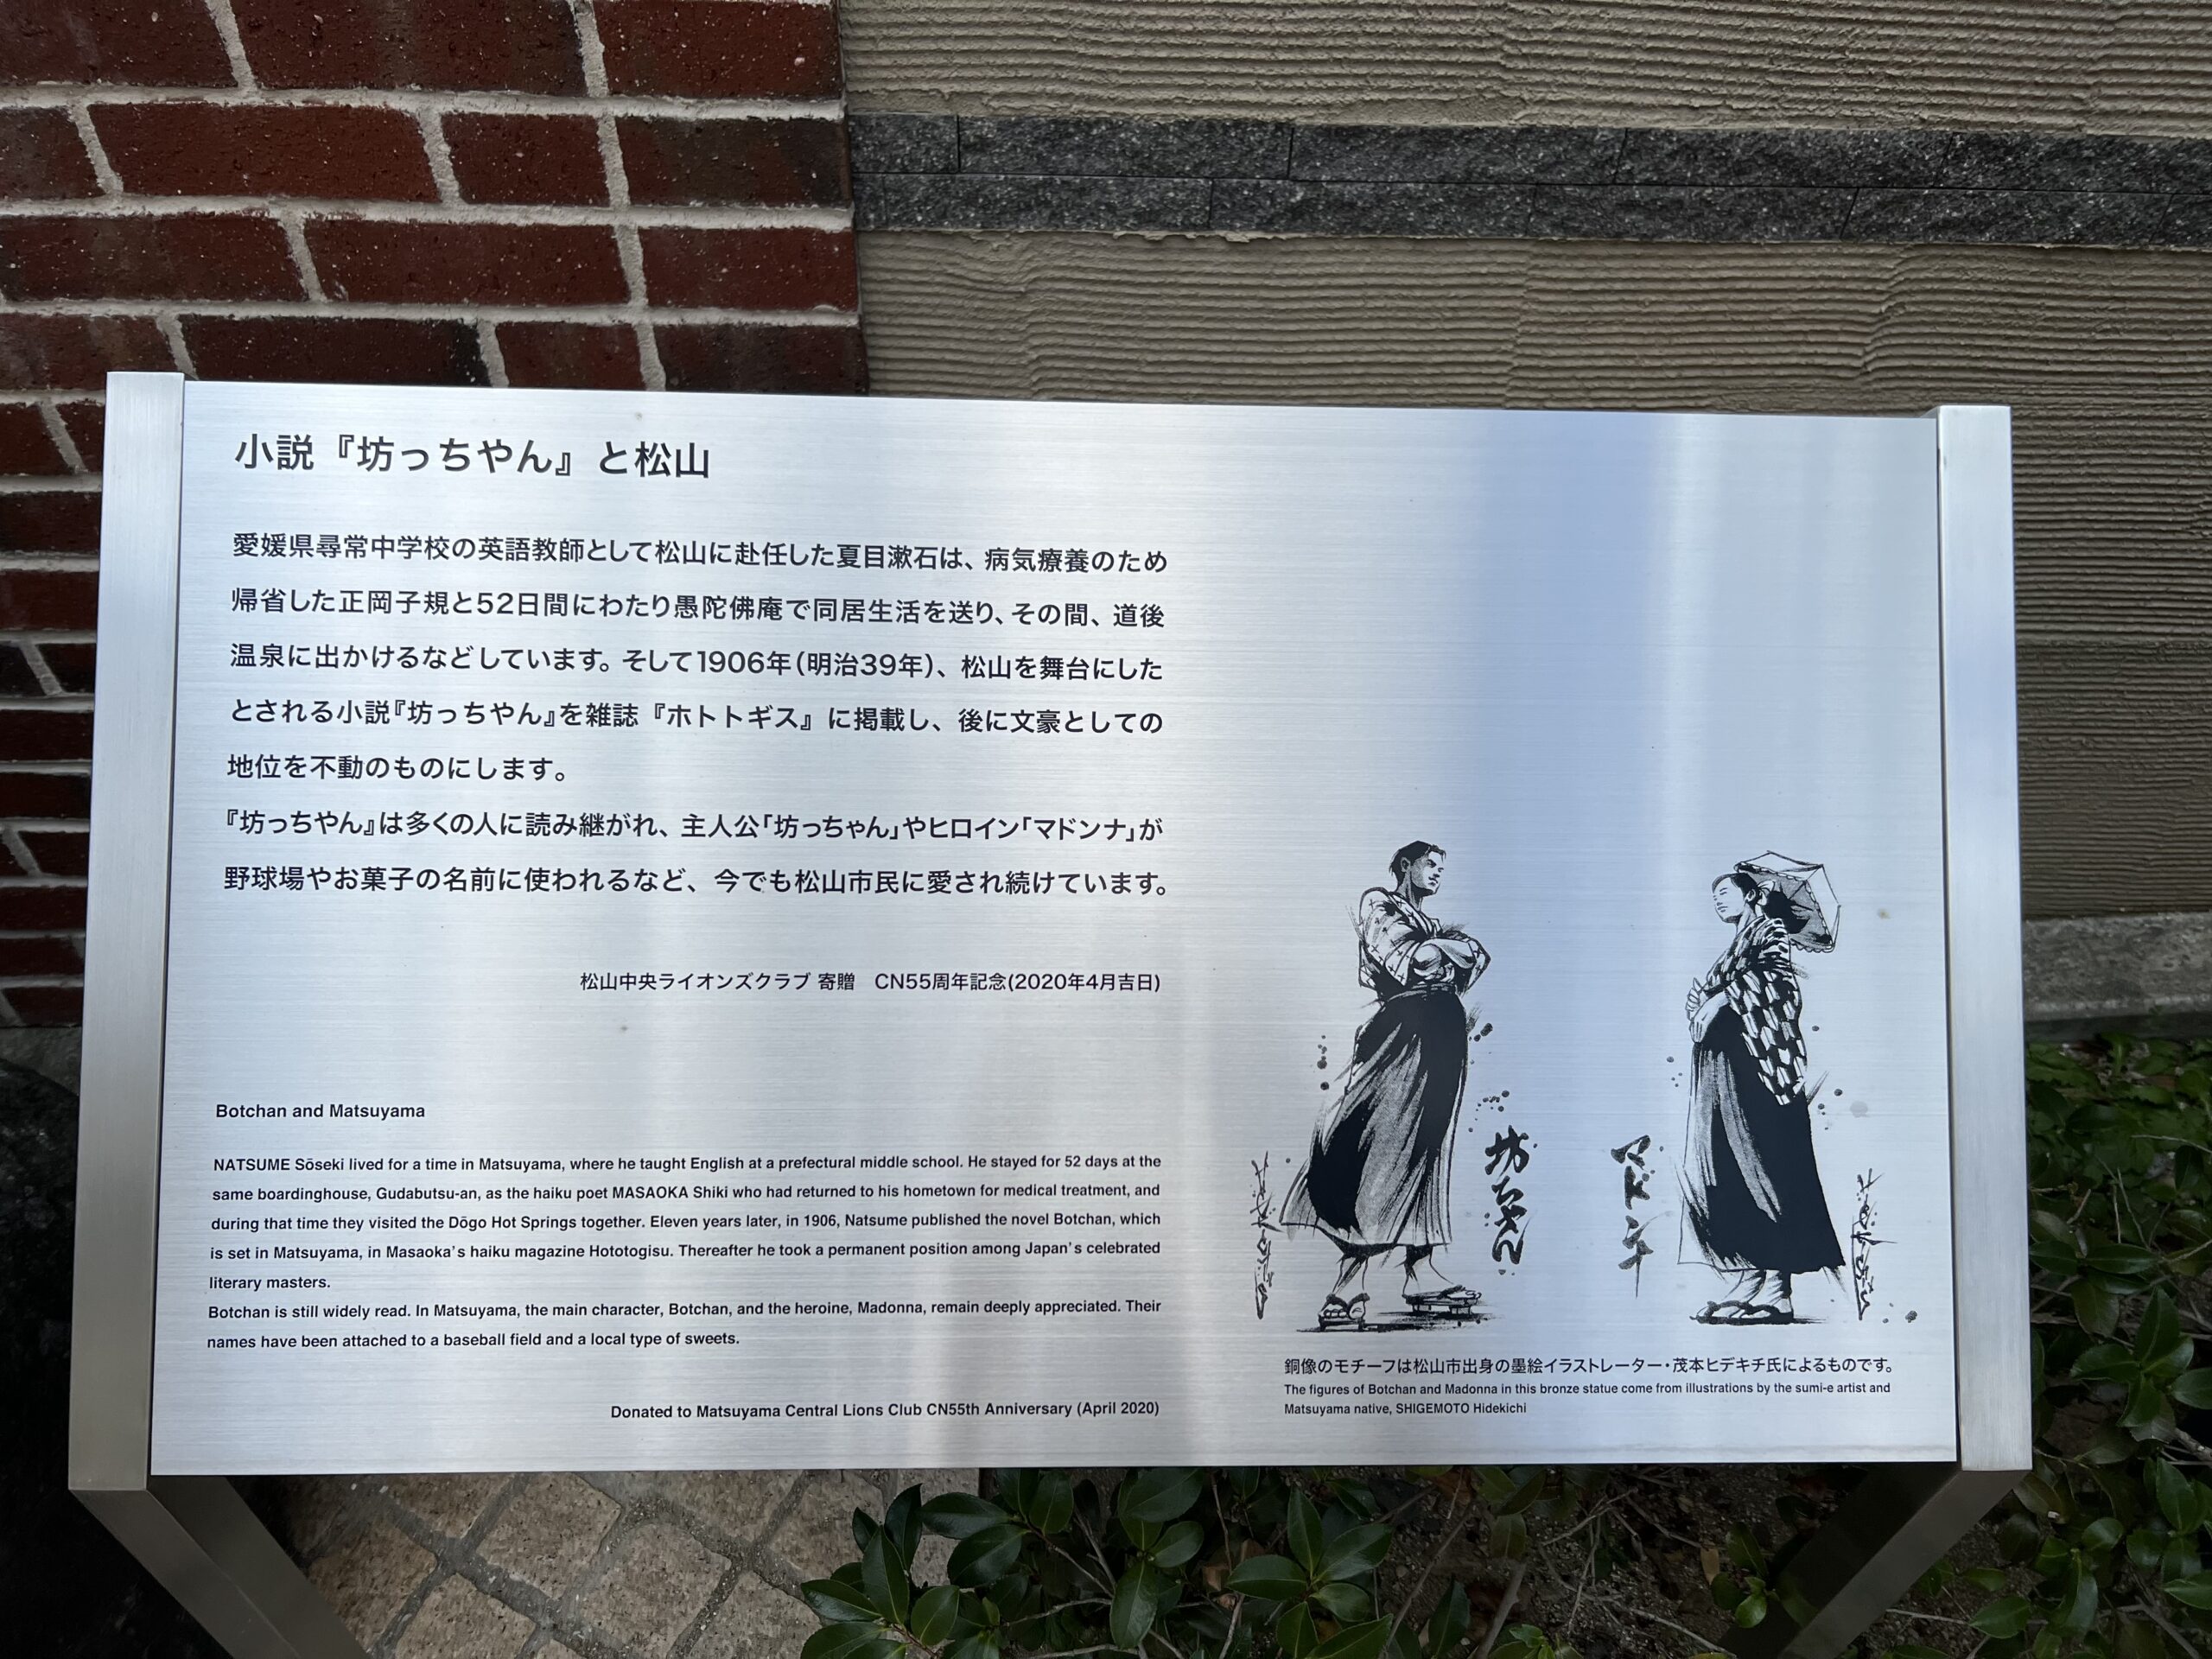 小説『坊っちやん』と松山
愛媛県尋常中学校の英語教師として松山に赴任した夏目漱石は、病気療養のため
帰省した正岡子規と52日間にわたり愚陀佛庵で同居生活を送り、その間、道後
温泉に出かけるなどしています。そして1906年(明治39年)、松山を舞台にした
とされる小説『坊っちやん』を雑誌『ホトトギス』に掲載し、後に文豪としての
地位を不動のものにします。
『坊っちやん』は多くの人に読み継がれ、主人公「坊っちゃん」やヒロイン「マドンナ」が
野球場やお菓子の名前に使われるなど、今でも松山市民に愛され続けています。
松山中央ライオンズクラブ 寄贈　CN55周年記念(2020年4月吉日)
Botchan and Matsuyama
NATSUME Sōseki lived for a time in Matsuyama, where he taught English at a prefectural middle school. He stayed for 52 days at the
same boardinghouse, Gudabutsu-an, as the haiku poet MASAOKA Shiki who had returned to his hometown for medical treatment, and
during that time they visited the Dōgo Hot Springs together. Eleven years later, in 1906, Natsume published the novel Botchan, which
is set in Matsuyama, in Masaoka's haiku magazine Hototogisu. Thereafter he took a permanent position among Japan's celebrated
literary masters.
Botchan is still widely read. In Matsuyama, the main character, Botchan, and the heroine, Madonna, remain deeply appreciated. Their
names have been attached to a baseball field and a local type of sweets.
Donated to Matsuyama Central Lions Club CN55th Anniversary (April 2020)
坊ちゃん
マドンナ
銅像のモチーフは松山市出身の墨絵イラストレーター・茂本ヒデキチ氏によるものです。
The figures of Botchan and Madonna in this bronze statue come from illustrations by the sumi-e artist and
Matsuyama native, SHIGEMOTO Hidekichi